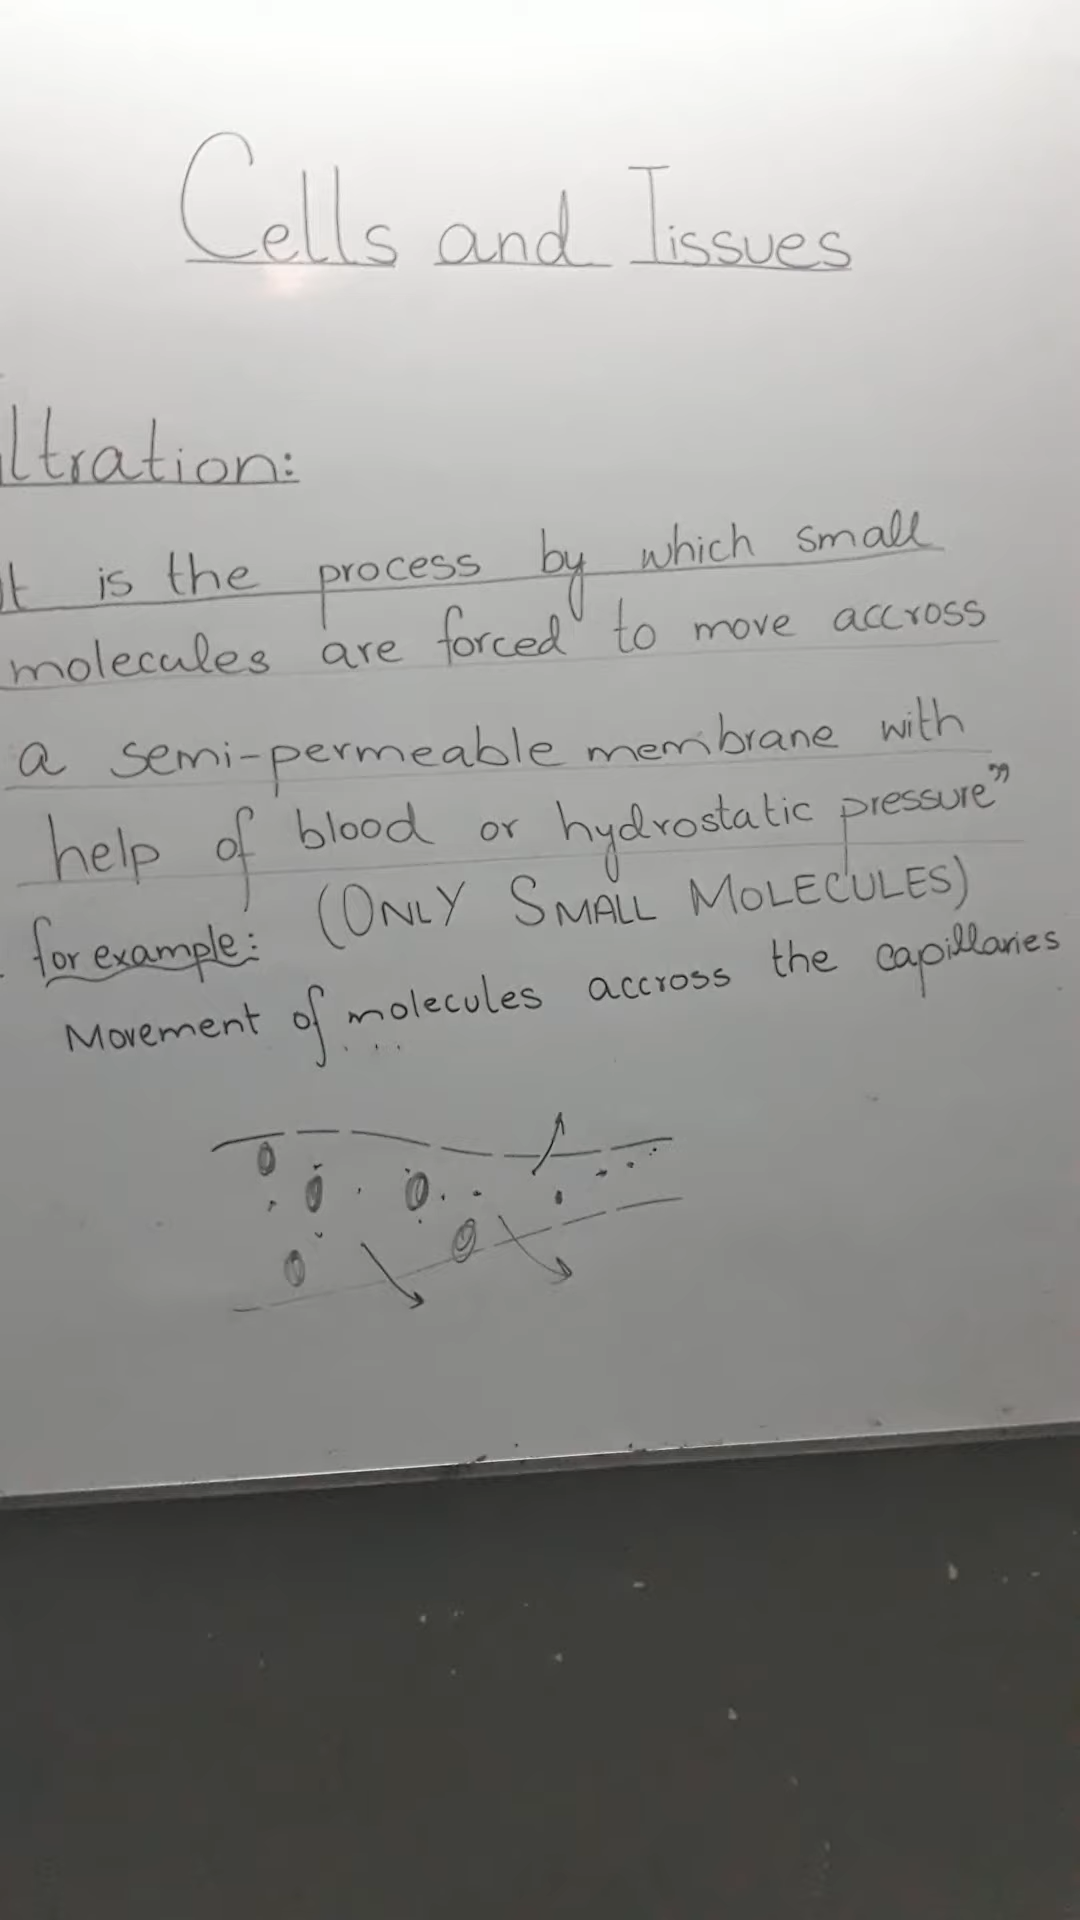 Cells and Tissues
ltration:
It is the process by which small
molecules are forced to move accross
a semi-permeable membrane with
help of blood or hydrostatic pressure”
(ONLY SMALL MOLECULES)
for example:
Movement of molecules accross the capillaries